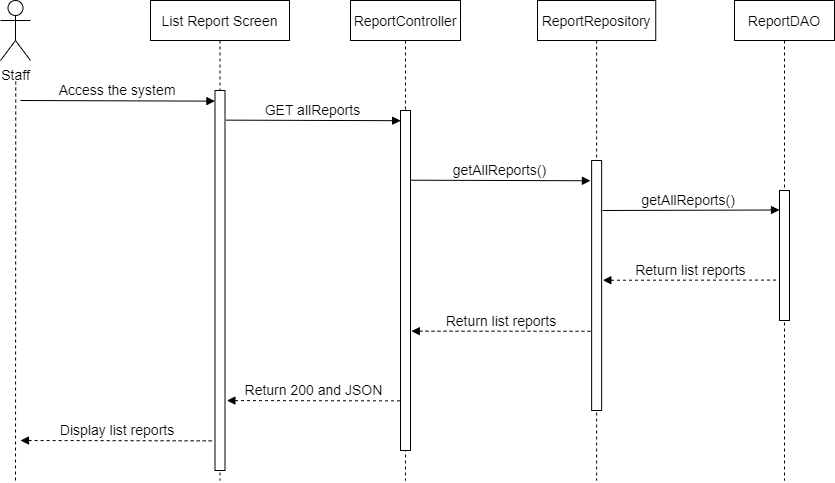 List Report Screen
ReportController
ReportRepository
ReportDAO
Staff
Access the system
GET allReports
getAllReports()
getAllReports()
Return list reports
Return list reports
Return 200 and JSON
Display list reports